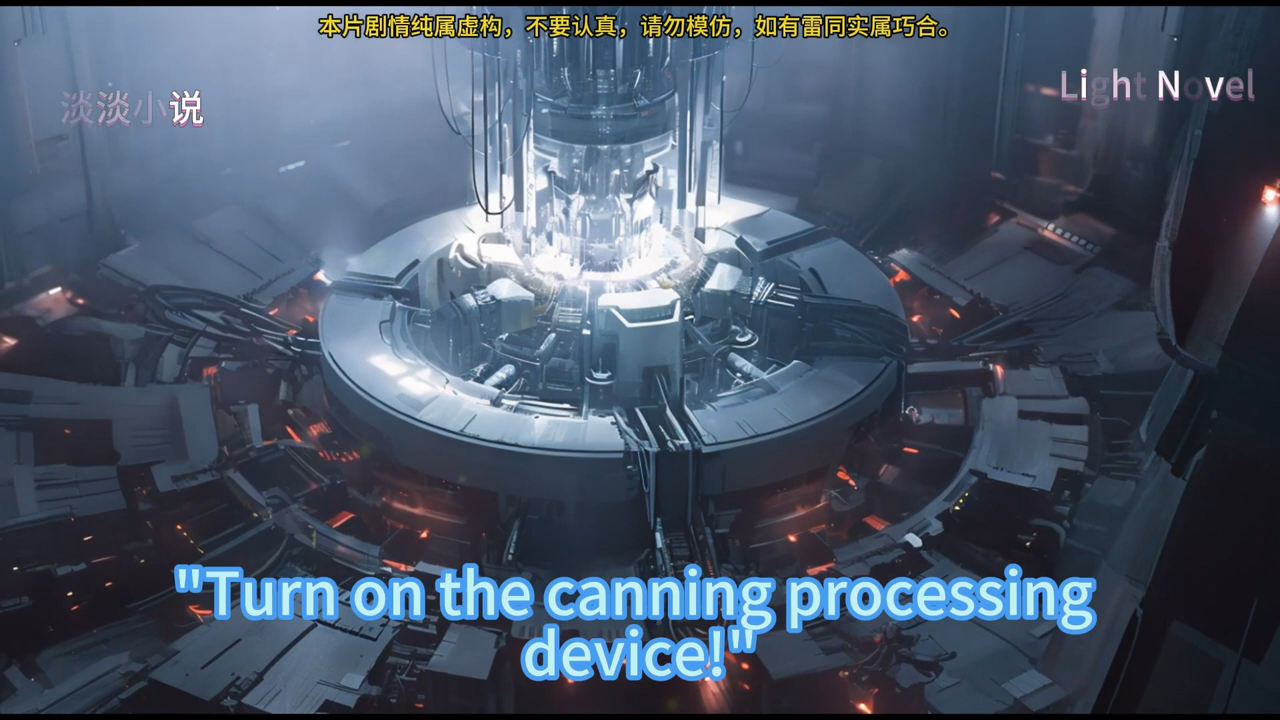 本片剧情纯属虚构，不要认真，请勿模仿，如有雷同实属巧合。
淡淡小说
Light Novel
"Turn on the canning processing
device!"